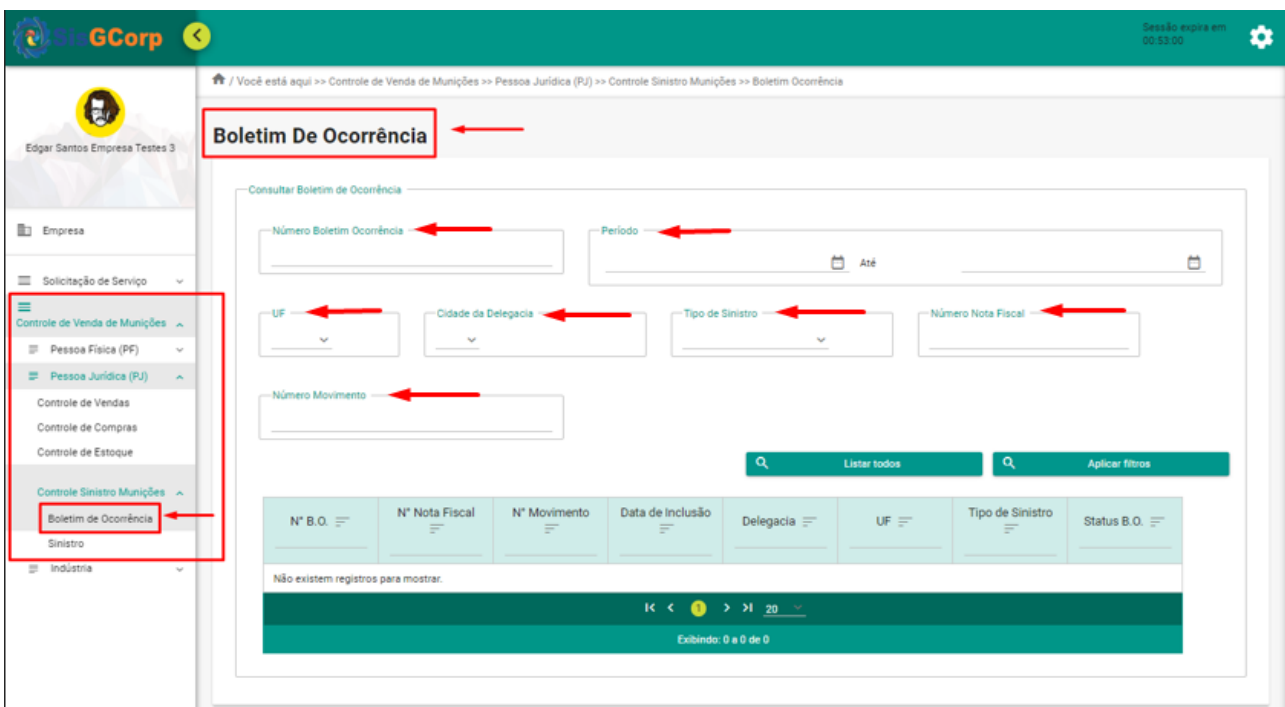 SisGCorp
Sessão expira em
00:53:00
/ Você está aqui >> Controle de Venda de Munições >> Pessoa Jurídica (PJ) >> Controle Sinistro Munições >> Boletim Ocorrência
Edgar Santos Empresa Testes 3
Empresa
Solicitação de Serviço
Controle de Venda de Munições
Pessoa Física (PF)
Pessoa Jurídica (PJ)
Controle de Vendas
Controle de Compras
Controle de Estoque
Controle Sinistro Munições
Boletim de Ocorrência
Sinistro
Indústria
Boletim De Ocorrência
Consultar Boletim de Ocorrência
Número Boletim Ocorrência
Período
Até
UF
Cidade da Delegacia
Tipo de Sinistro
Número Nota Fiscal
Número Movimento
Listar todos
Aplicar filtros
N° B.O.
N° Nota Fiscal
N° Movimento
Data de Inclusão
Delegacia
UF
Tipo de Sinistro
Status B.O.
Não existem registros para mostrar.
1
20
Exibindo: 0 a 0 de 0